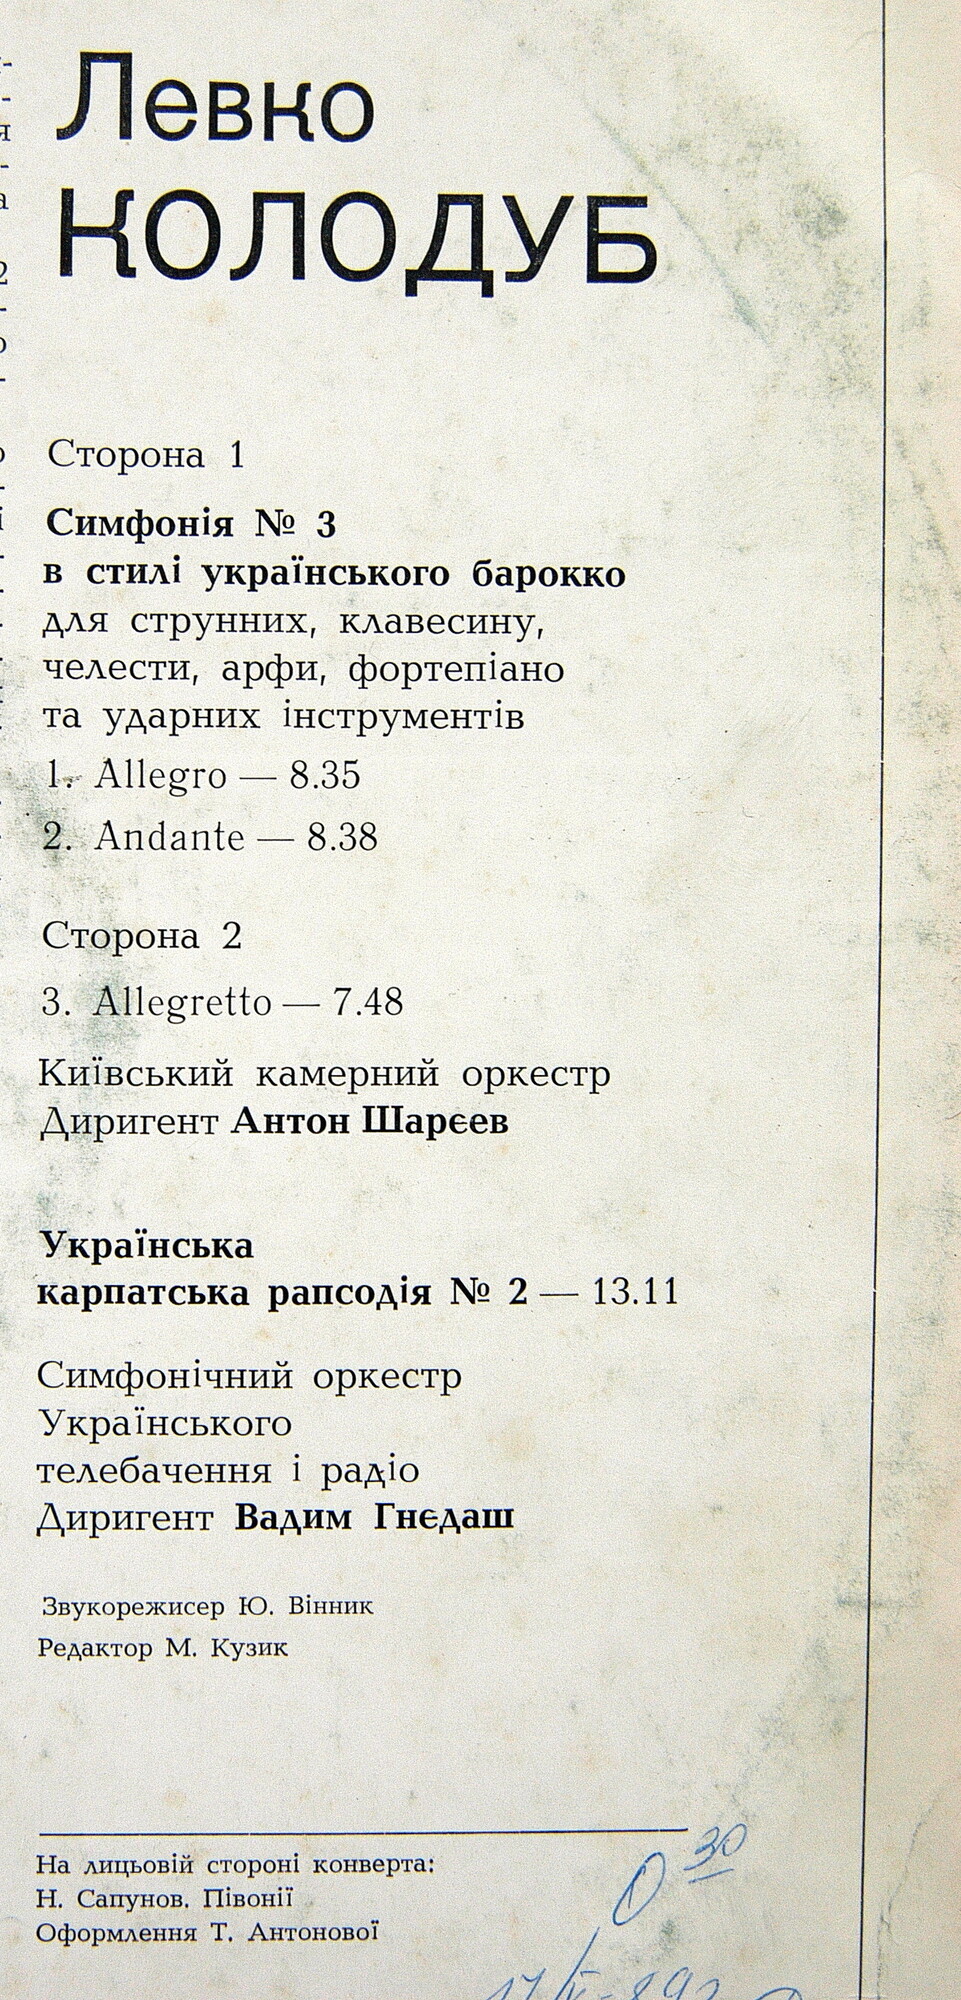 Левко
КОЛОДУБ
Сторона 1
Симфонія № 3
в стилі українського барокко
для струнних, клавесину,
челести, арфи, фортепіано
та ударних інструментів
1. Allegro — 8.35
2. Andante — 8.38
Сторона 2
3. Allegretto — 7.48
Київський камерний оркестр
Диригент Антон Шарєев
Українська
карпатська рапсодія № 2 — 13.11
Симфонічний оркестр
Українського
телебачення і радіо
Диригент Вадим Гнєдаш
Звукорежисер Ю. Вінник
Редактор М. Кузик
На лицьовій стороні конверта:
Н. Сапунов. Півонії
Оформлення Т. Антонової
0 30